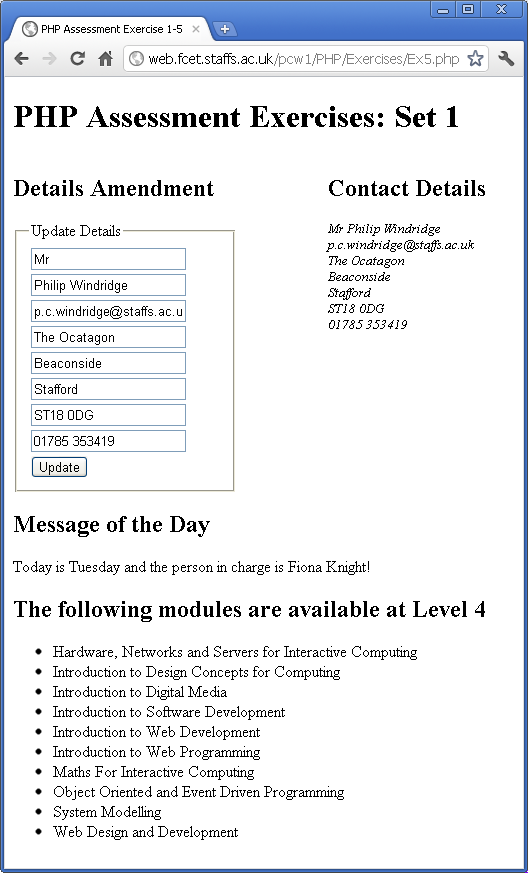 PHP Assessment Exercise 1-5
web.fcet.staffs.ac.uk/pcw1/PHP/Exercises/Ex5.php
PHP Assessment Exercises: Set 1
Details Amendment
Update Details
Mr
Philip Windridge
p.c.windridge@staffs.ac.u
The Ocatagon
Beaconside
Stafford
ST18 0DG
01785 353419
Update
Contact Details
Mr Philip Windridge
p.c.windridge@staffs.ac.uk
The Ocatagon
Beaconside
Stafford
ST18 0DG
01785 353419
Message of the Day
Today is Tuesday and the person in charge is Fiona Knight!
The following modules are available at Level 4
Hardware, Networks and Servers for Interactive Computing
Introduction to Design Concepts for Computing
Introduction to Digital Media
Introduction to Software Development
Introduction to Web Development
Introduction to Web Programming
Maths For Interactive Computing
Object Oriented and Event Driven Programming
System Modelling
Web Design and Development